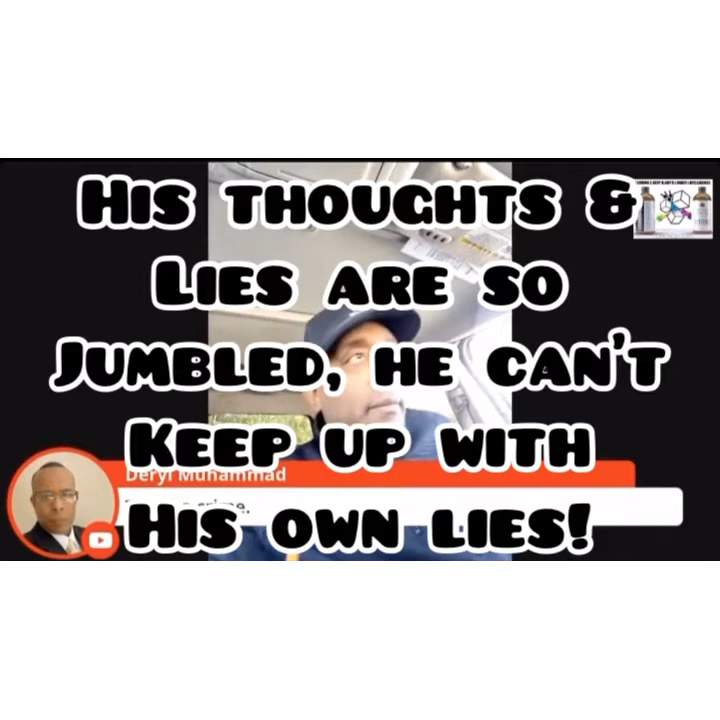 His thoughts &
Lies are so
Jumbled, he can't
Keep up with
Deryl Muhammad
His own lies!